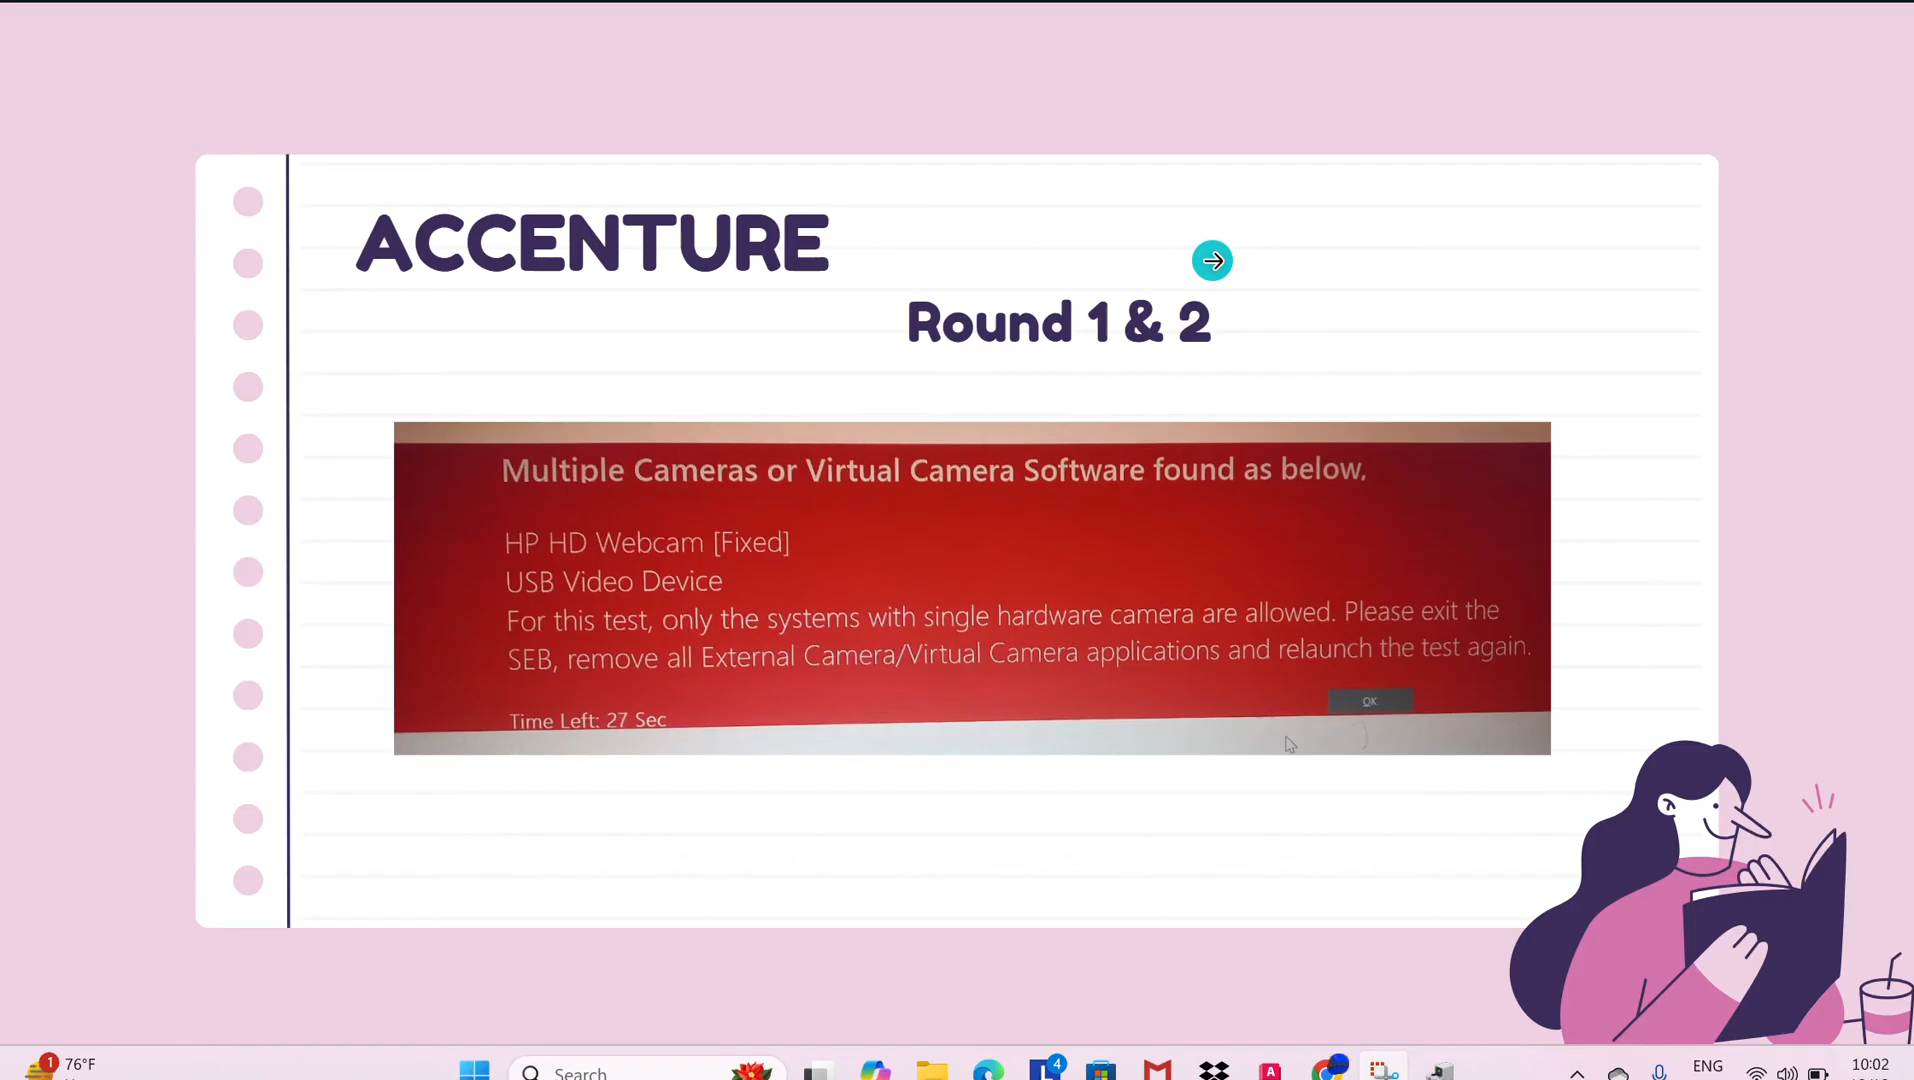 ACCENTURE
Round 1 & 2
Multiple Cameras or Virtual Camera Software found as below,
HP HD Webcam [Fixed]
USB Video Device
For this test, only the systems with single hardware camera are allowed. Please exit the
SEB, remove all External Camera/Virtual Camera applications and relaunch the test again.
OK
Time Left: 27 Sec
1
76°F
Search
4
A
ENG
10:02